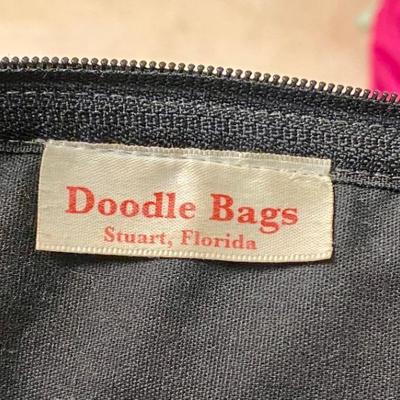 Doodle Bags
Stuart, Florida